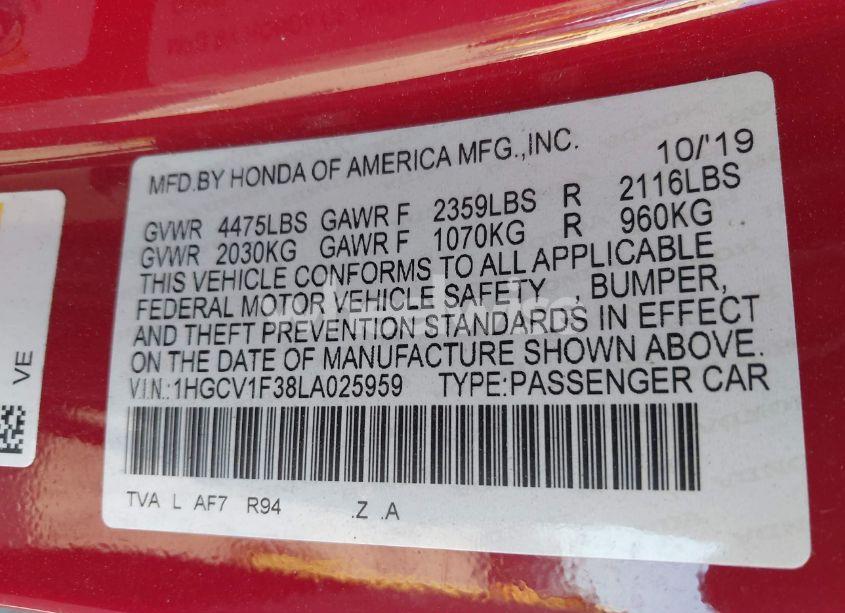 MFD.BY HONDA OF AMERICA MFG.,INC. 10/'19
GVWR 4475LBS GAWR F 2359LBS R 2116LBS
GVWR 2030KG GAWR F 1070KG R 960KG
THIS VEHICLE CONFORMS TO ALL APPLICABLE
FEDERAL MOTOR VEHICLE SAFETY , BUMPER,
AND THEFT PREVENTION STANDARDS IN EFFECT
ON THE DATE OF MANUFACTURE SHOWN ABOVE.
V.I.N.:1HGCV1F38LA025959 TYPE:PASSENGER CAR
TVA L AF7 R94 .Z .A
VE